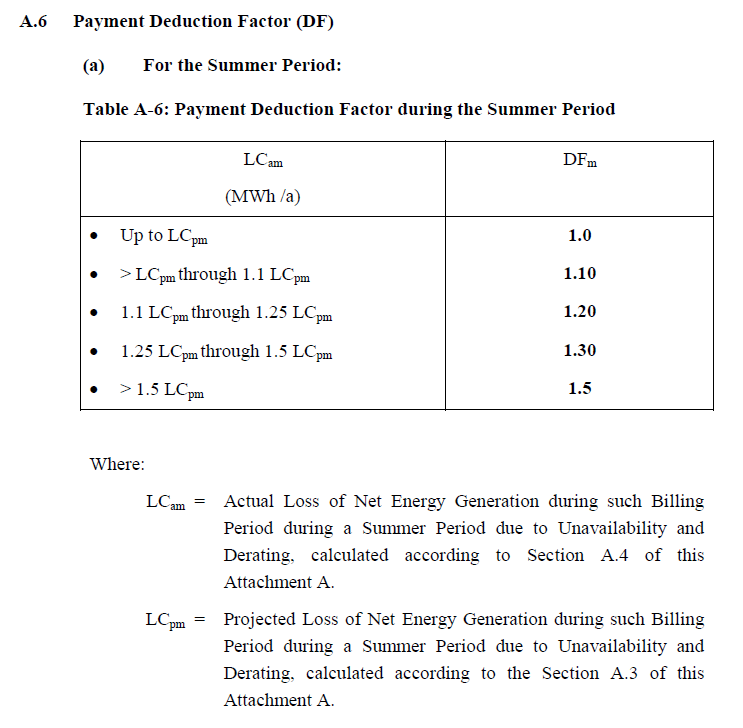 A.6 Payment Deduction Factor (DF)
(a) For the Summer Period:
Table A-6: Payment Deduction Factor during the Summer Period
LCam DFm
(MWh /a)
• Up to LCpm 1.0
• > LCpm through 1.1 LCpm 1.10
• 1.1 LCpm through 1.25 LCpm 1.20
• 1.25 LCpm through 1.5 LCpm 1.30
• > 1.5 LCpm 1.5
Where:
LCam = Actual Loss of Net Energy Generation during such Billing
Period during a Summer Period due to Unavailability and
Derating, calculated according to Section A.4 of this
Attachment A.
LCpm = Projected Loss of Net Energy Generation during such Billing
Period during a Summer Period due to Unavailability and
Derating, calculated according to the Section A.3 of this
Attachment A.